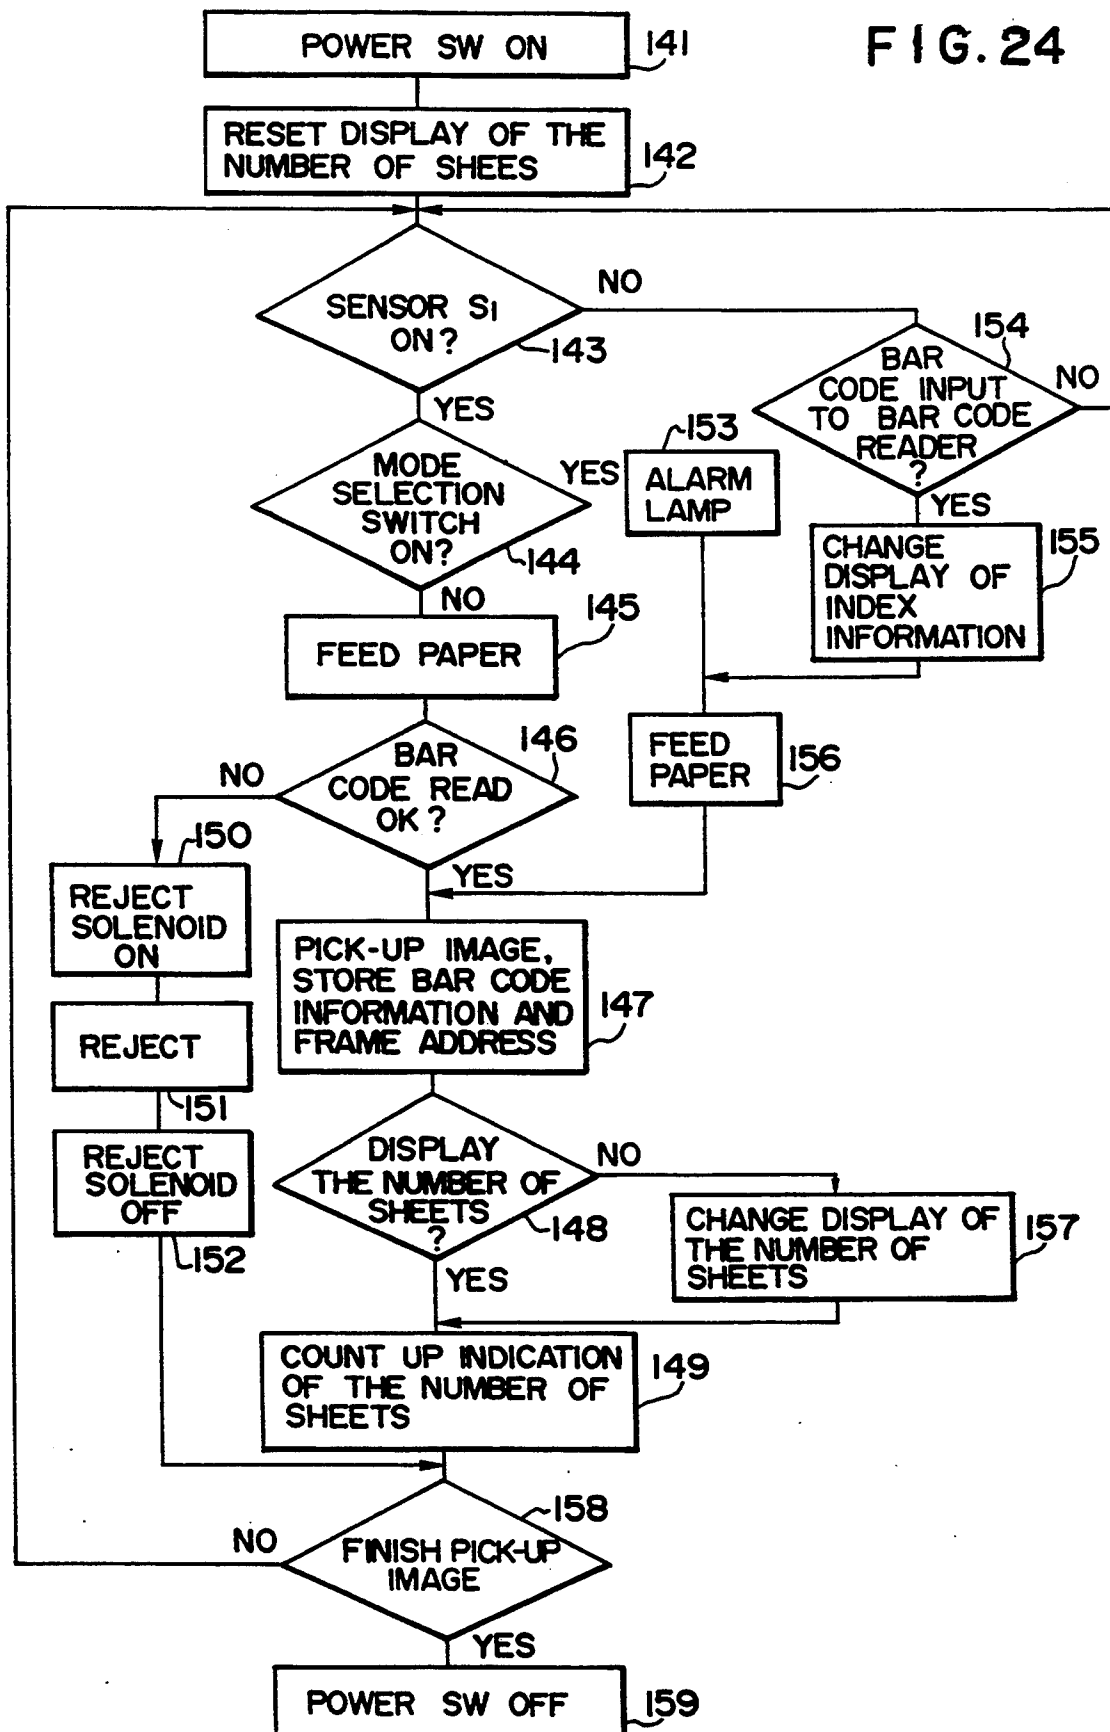 FIG. 24
POWER SW ON
141
RESET DISPLAY OF THE
NUMBER OF SHEES
142
SENSOR S1
ON?
143
NO
YES
BAR
CODE INPUT
TO BAR CODE
READER
?
154
NO
YES
MODE
SELECTION
SWITCH
ON?
144
YES
NO
153
ALARM
LAMP
CHANGE
DISPLAY OF
INDEX
INFORMATION
155
FEED PAPER
145
BAR
CODE READ
OK?
146
NO
YES
FEED
PAPER
156
150
REJECT
SOLENOID
ON
REJECT
151
REJECT
SOLENOID
OFF
152
PICK-UP IMAGE,
STORE BAR CODE
INFORMATION AND
FRAME ADDRESS
147
DISPLAY
THE NUMBER OF
SHEETS
?
148
NO
YES
CHANGE DISPLAY OF
THE NUMBER OF
SHEETS
157
COUNT UP INDICATION
OF THE NUMBER OF
SHEETS
149
158
FINISH PICK-UP
IMAGE
NO
YES
POWER SW OFF
159